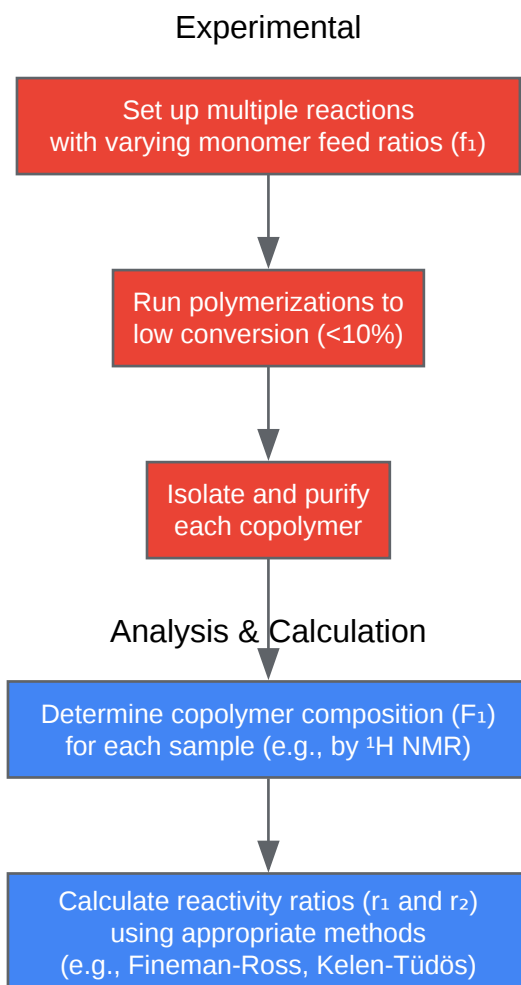 Experimental
Set up multiple reactions
with varying monomer feed ratios (f₁)
Run polymerizations to
low conversion (<10%)
Isolate and purify
each copolymer
Analysis & Calculation
Determine copolymer composition (F₁)
for each sample (e.g., by ¹H NMR)
Calculate reactivity ratios (r₁ and r₂)
using appropriate methods
(e.g., Fineman-Ross, Kelen-Tüdös)